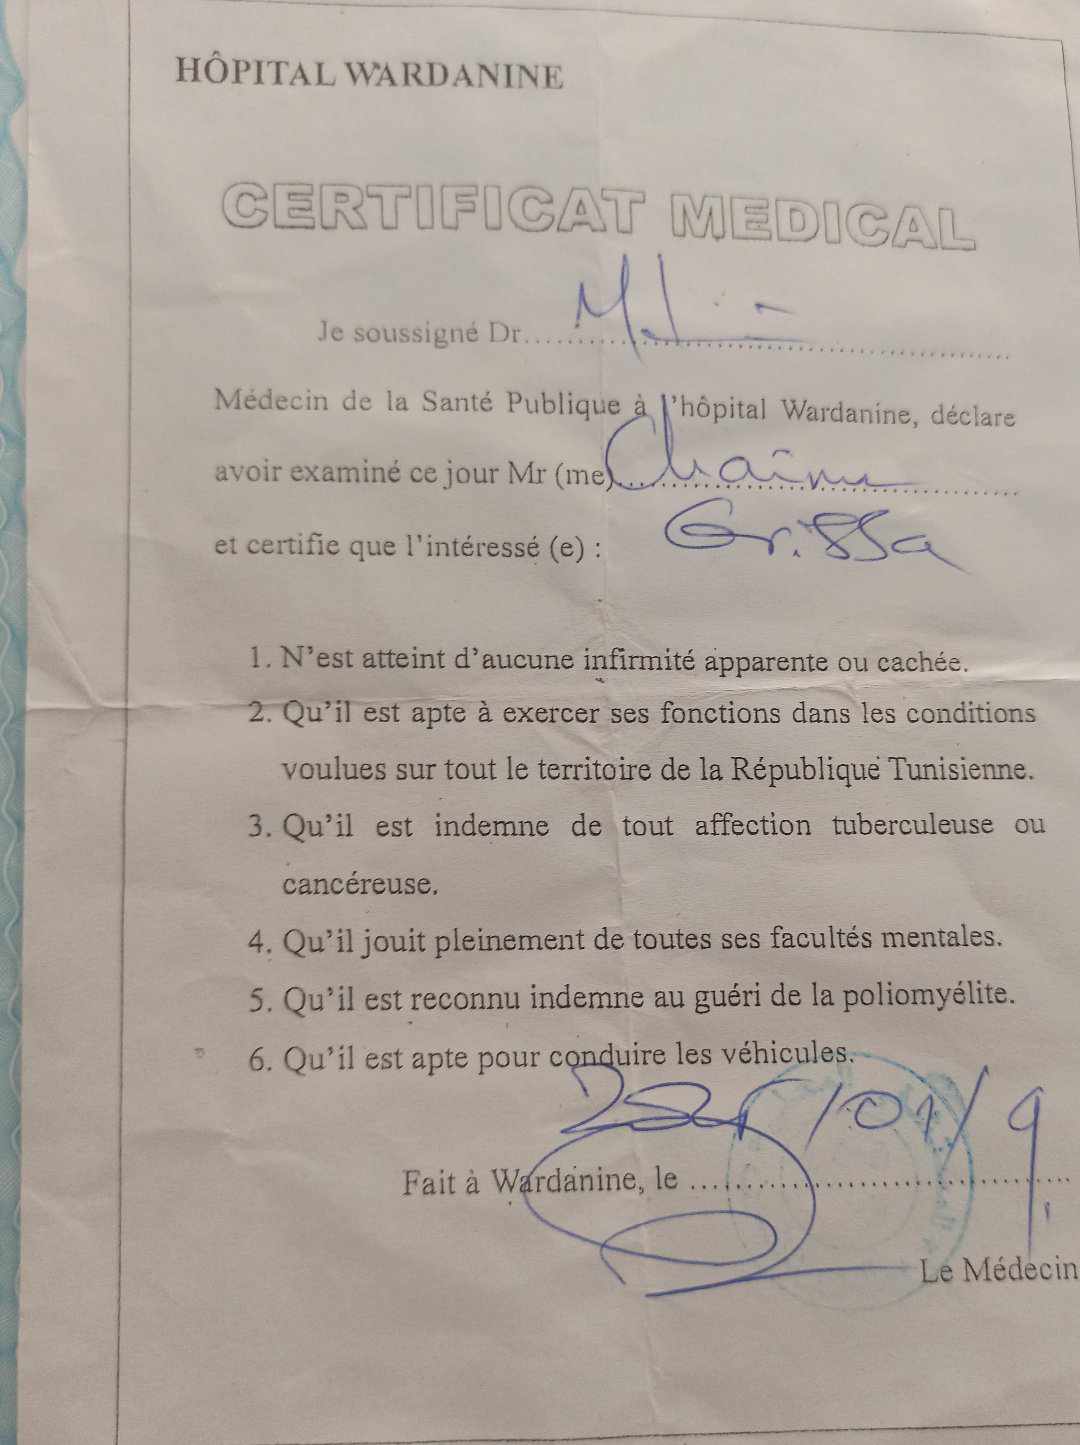 HÔPITAL WARDANINE
CERTIFICAT MEDICAL
Je soussigné Dr....................
Médecin de la Santé Publique à l'hôpital Wardanine, déclare
avoir examiné ce jour Mr (me) Chaîma
Grissa
et certifie que l'intéressé (e) :
1. N'est atteint d'aucune infirmité apparente ou cachée.
2. Qu'il est apte à exercer ses fonctions dans les conditions
voulues sur tout le territoire de la République Tunisienne.
3. Qu'il est indemne de tout affection tuberculeuse ou
cancéreuse.
4. Qu'il jouit pleinement de toutes ses facultés mentales.
5. Qu'il est reconnu indemne au guéri de la poliomyélite.
6. Qu'il est apte pour conduire les véhicules.
/01/9
Fait à Wardanine, le ....................
Le Médecin